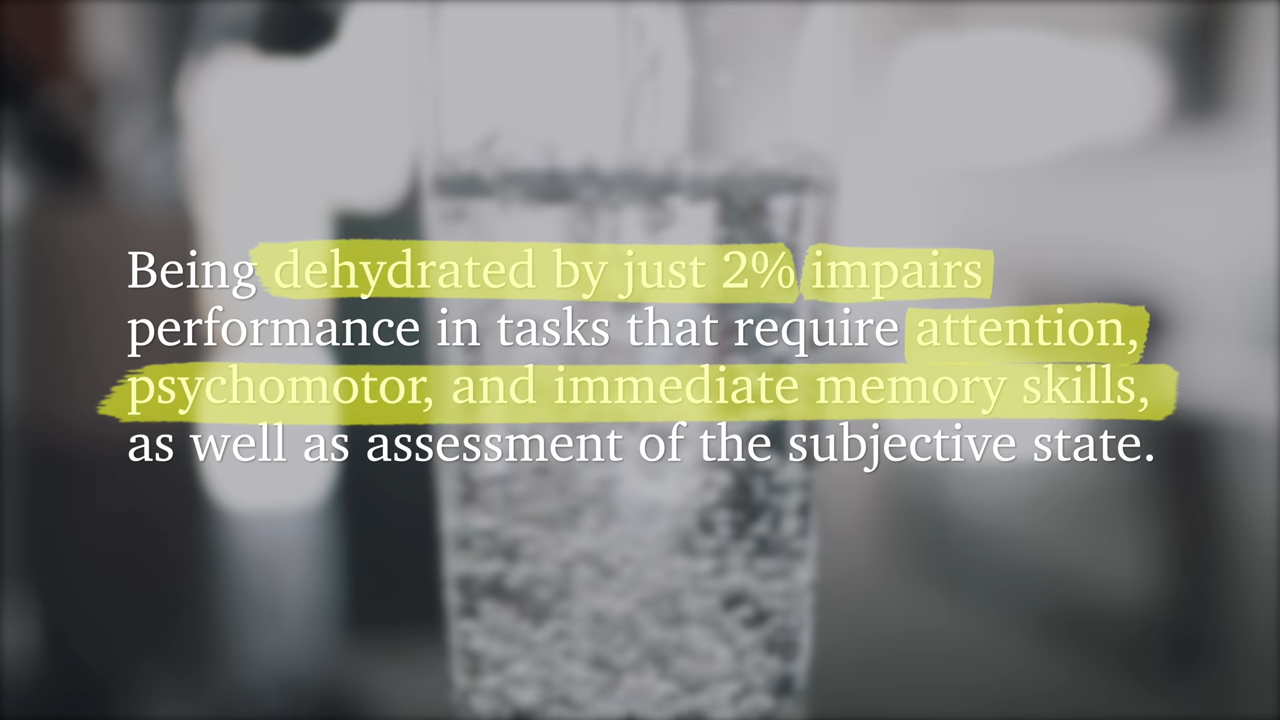 Being dehydrated by just 2% impairs
performance in tasks that require attention,
psychomotor, and immediate memory skills,
as well as assessment of the subjective state.